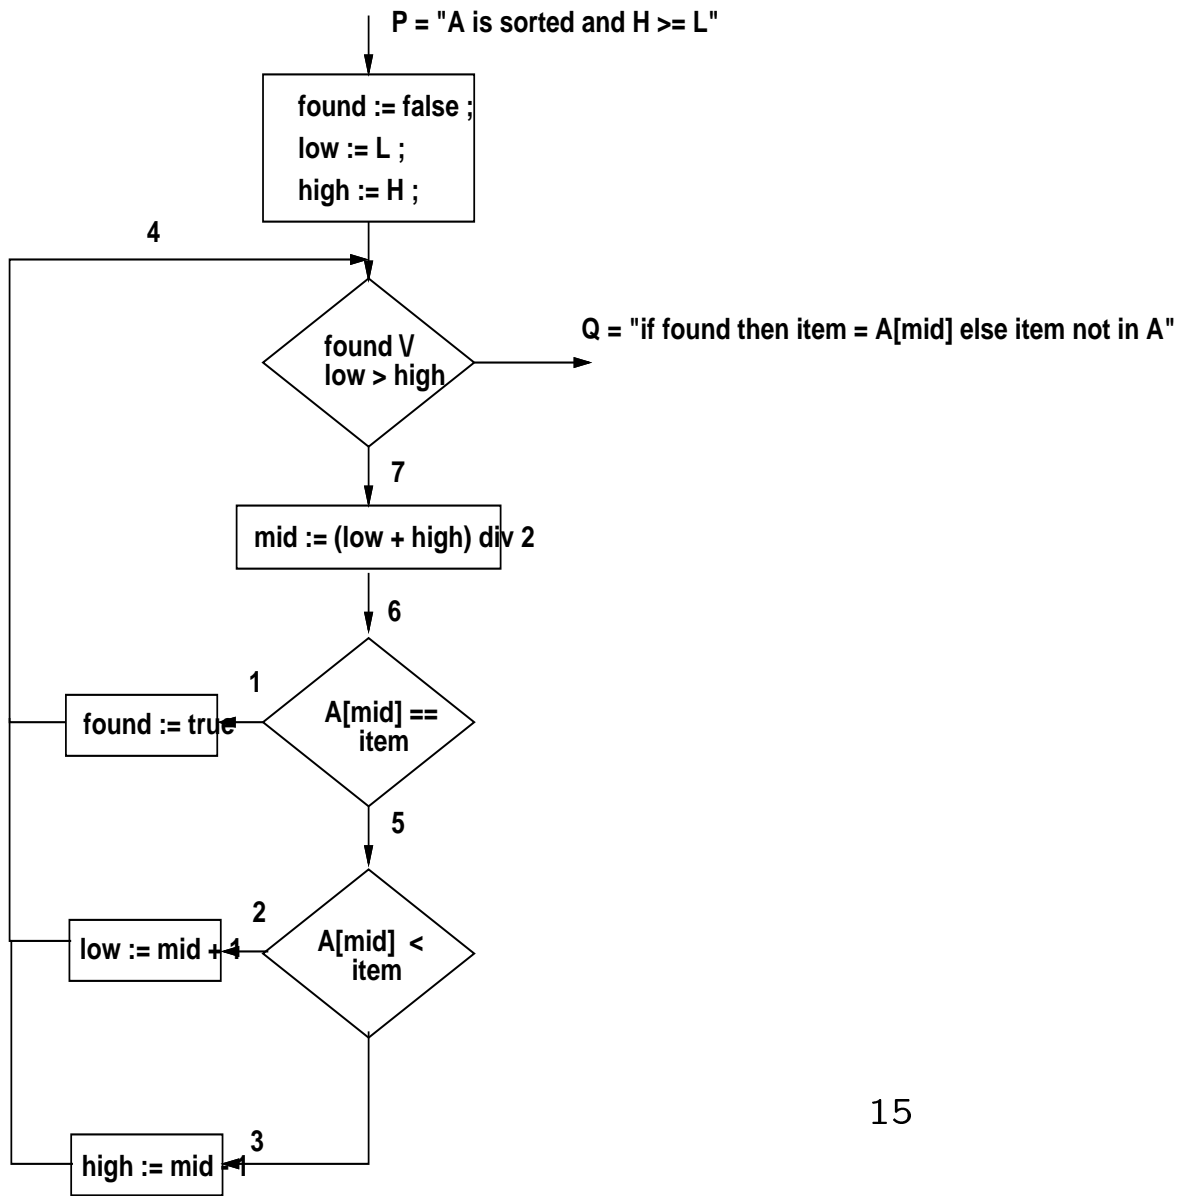 P = "A is sorted and H >= L"
found := false ;
low := L ;
high := H ;
4
found \/
low > high
Q = "if found then item = A[mid] else item not in A"
7
mid := (low + high) div 2
6
1
found := true
A[mid] ==
item
5
2
low := mid + 1
A[mid] <
item
15
3
high := mid - 1